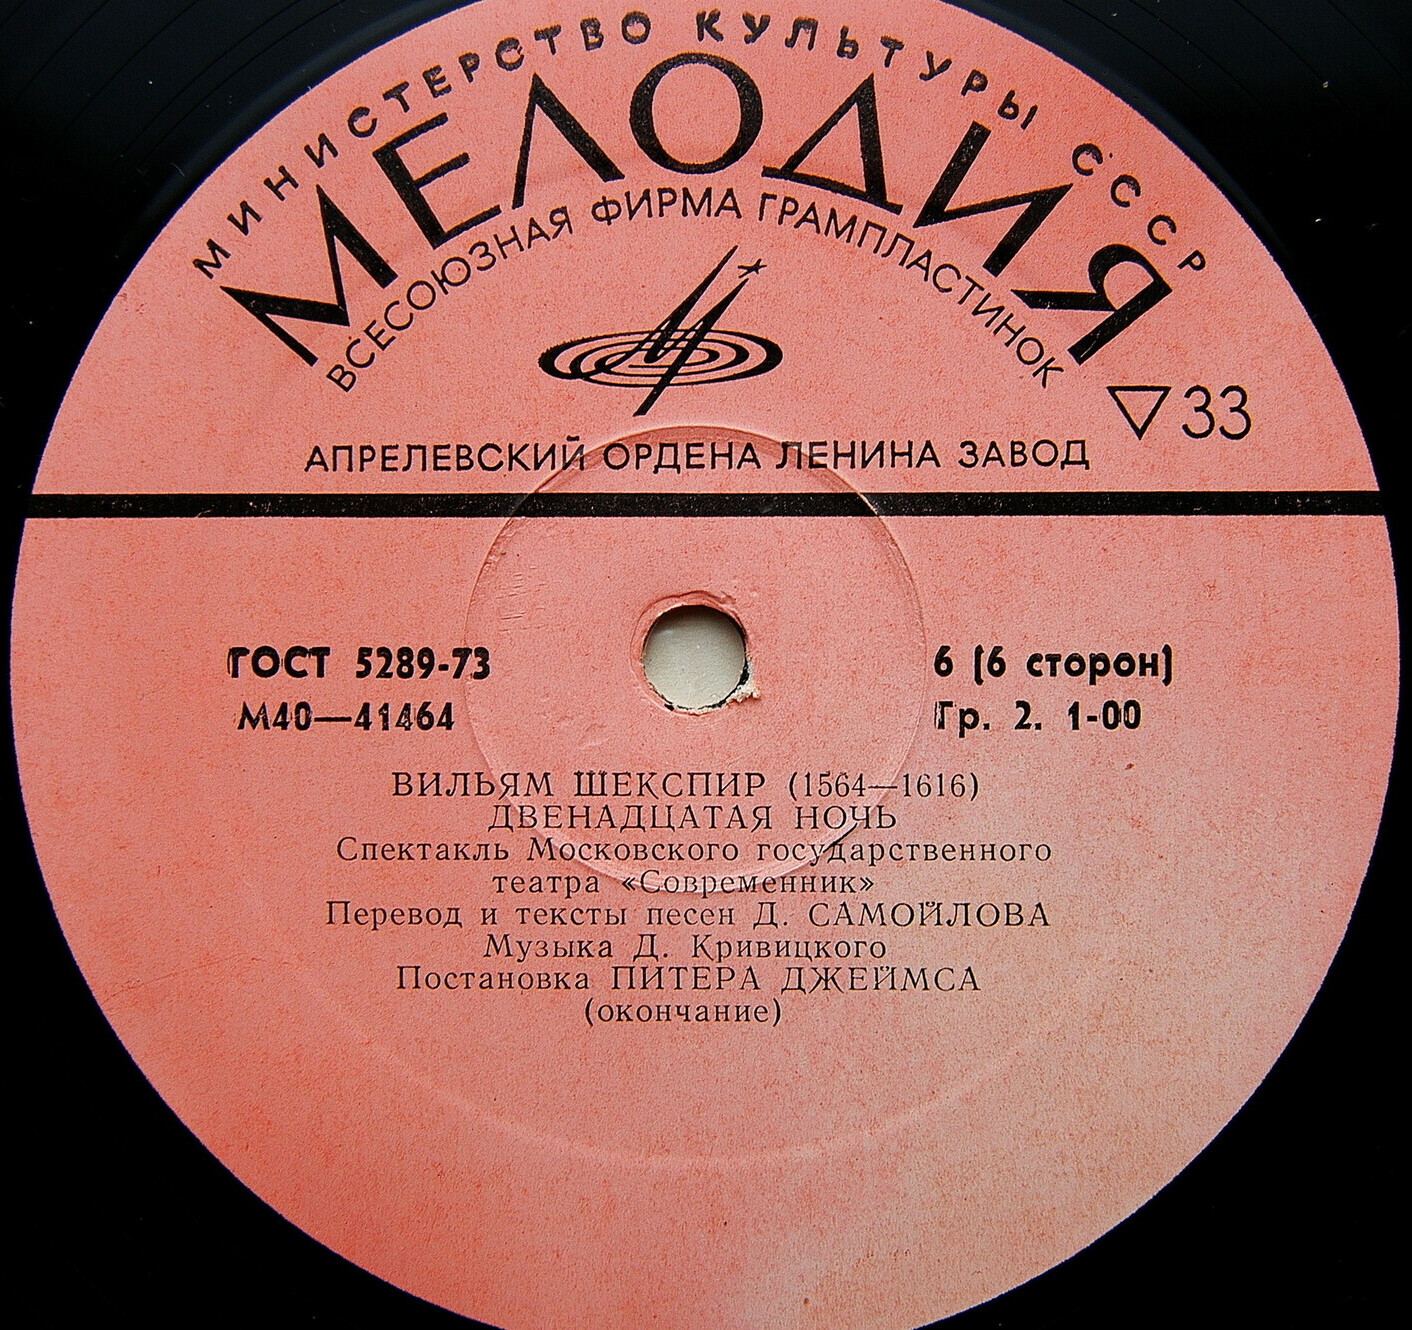 МИНИСТЕРСТВО КУЛЬТУРЫ СССР
МЕЛОДИЯ
ВСЕСОЮЗНАЯ ФИРМА ГРАМПЛАСТИНОК
33
АПРЕЛЕВСКИЙ ОРДЕНА ЛЕНИНА ЗАВОД
ГОСТ 5289-73
М40—41464
6 (6 сторон)
Гр. 2. 1-00
ВИЛЬЯМ ШЕКСПИР (1564—1616)
ДВЕНАДЦАТАЯ НОЧЬ
Спектакль Московского государственного
театра «Современник»
Перевод и тексты песен Д. САМОЙЛОВА
Музыка Д. Кривицкого
Постановка ПИТЕРА ДЖЕЙМСА
(окончание)